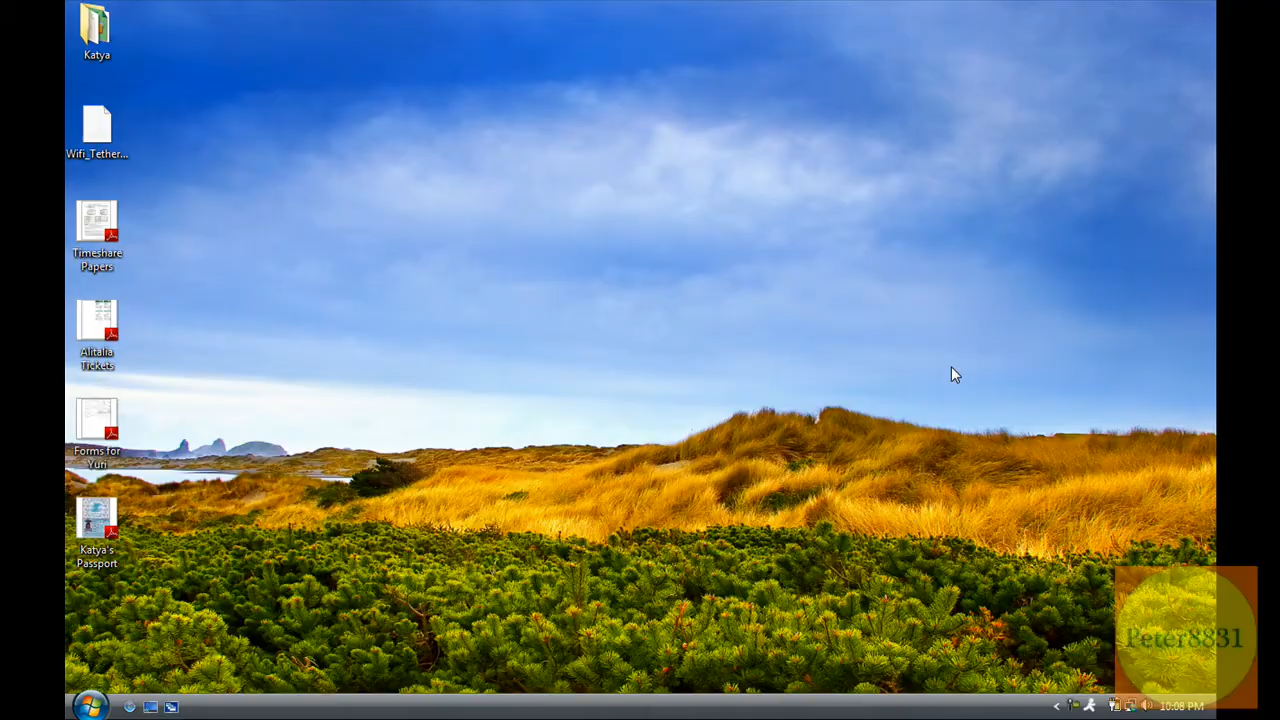 Katya
Wifi_Tether...
Timeshare
Papers
Alitalia
Tickets
Forms for
Yuri
Katya's
Passport
Peter8831
10:08 PM